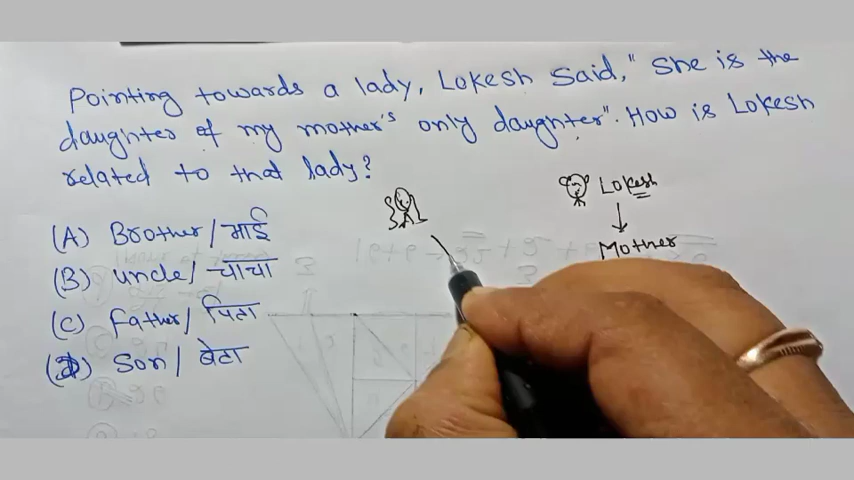 Pointing towards a lady, Lokesh said, "She is the
daughter of my mother's only daughter". How is Lokesh
related to that lady?
(A) Brother/भाई
(B) uncle/चाचा
(C) father/पिता
(D) Son/बेटा
Lokesh
Mother